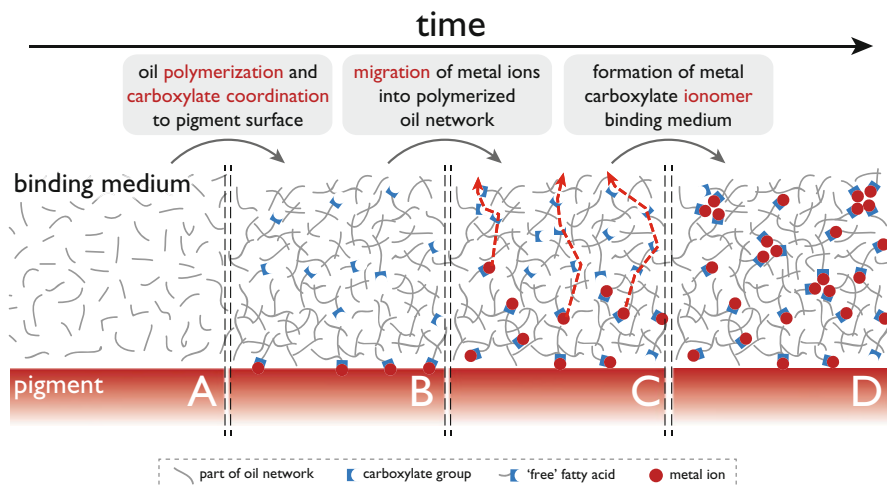 time
oil polymerization and
carboxylate coordination
to pigment surface
migration of metal ions
into polymerized
oil network
formation of metal
carboxylate ionomer
binding medium
binding medium
pigment
A
B
C
D
part of oil network
carboxylate group
'free' fatty acid
metal ion